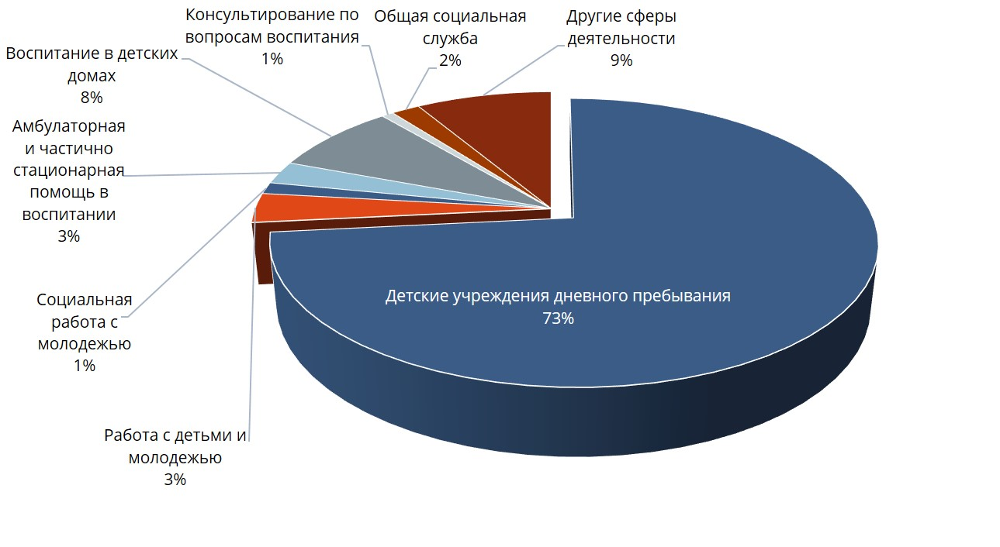 Консультирование по
вопросам воспитания
1%
Общая социальная
служба
2%
Другие сферы
деятельности
9%
Воспитание в детских
домах
8%
Амбулаторная
и частично
стационарная
помощь в
воспитании
3%
Социальная
работа с
молодежью
1%
Детские учреждения дневного пребывания
73%
Работа с детьми и
молодежью
3%